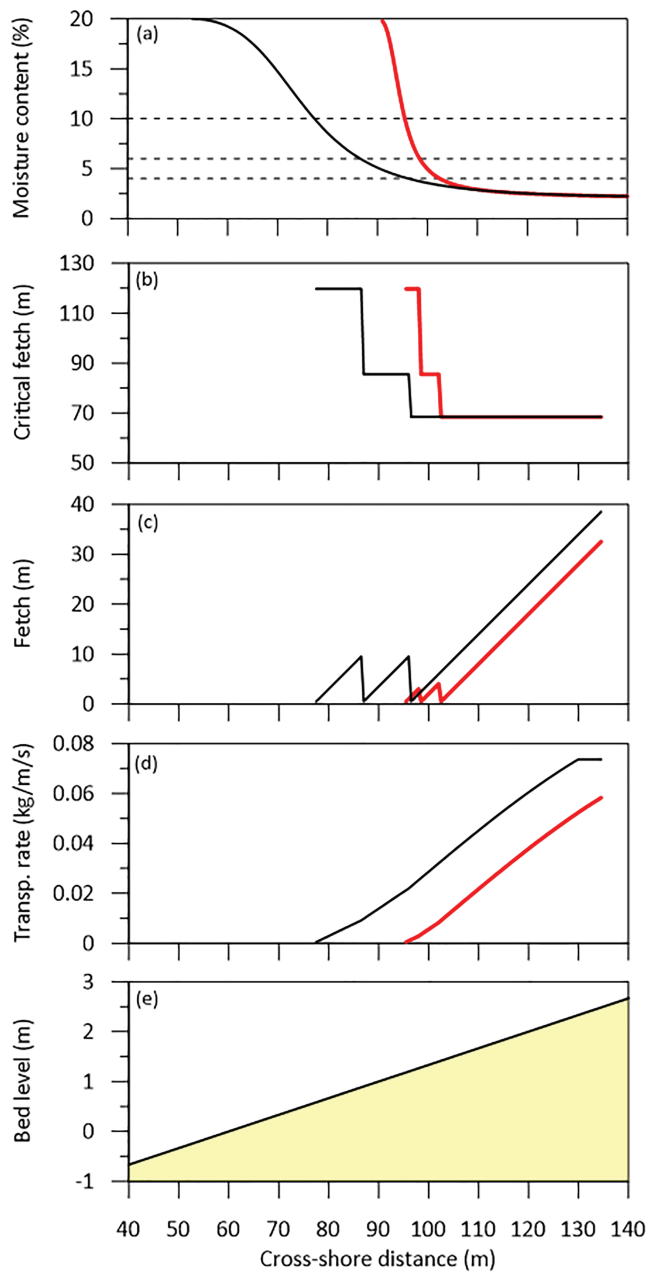 20
(a)
15
10
5
0
Moisture content (%)
130
(b)
110
90
70
50
Critical fetch (m)
40
(c)
30
20
10
0
Fetch (m)
0.08
(d)
0.06
0.04
0.02
0
Transp. rate (kg/m/s)
3
(e)
2
1
0
-1
Bed level (m)
40 50 60 70 80 90 100 110 120 130 140
Cross-shore distance (m)